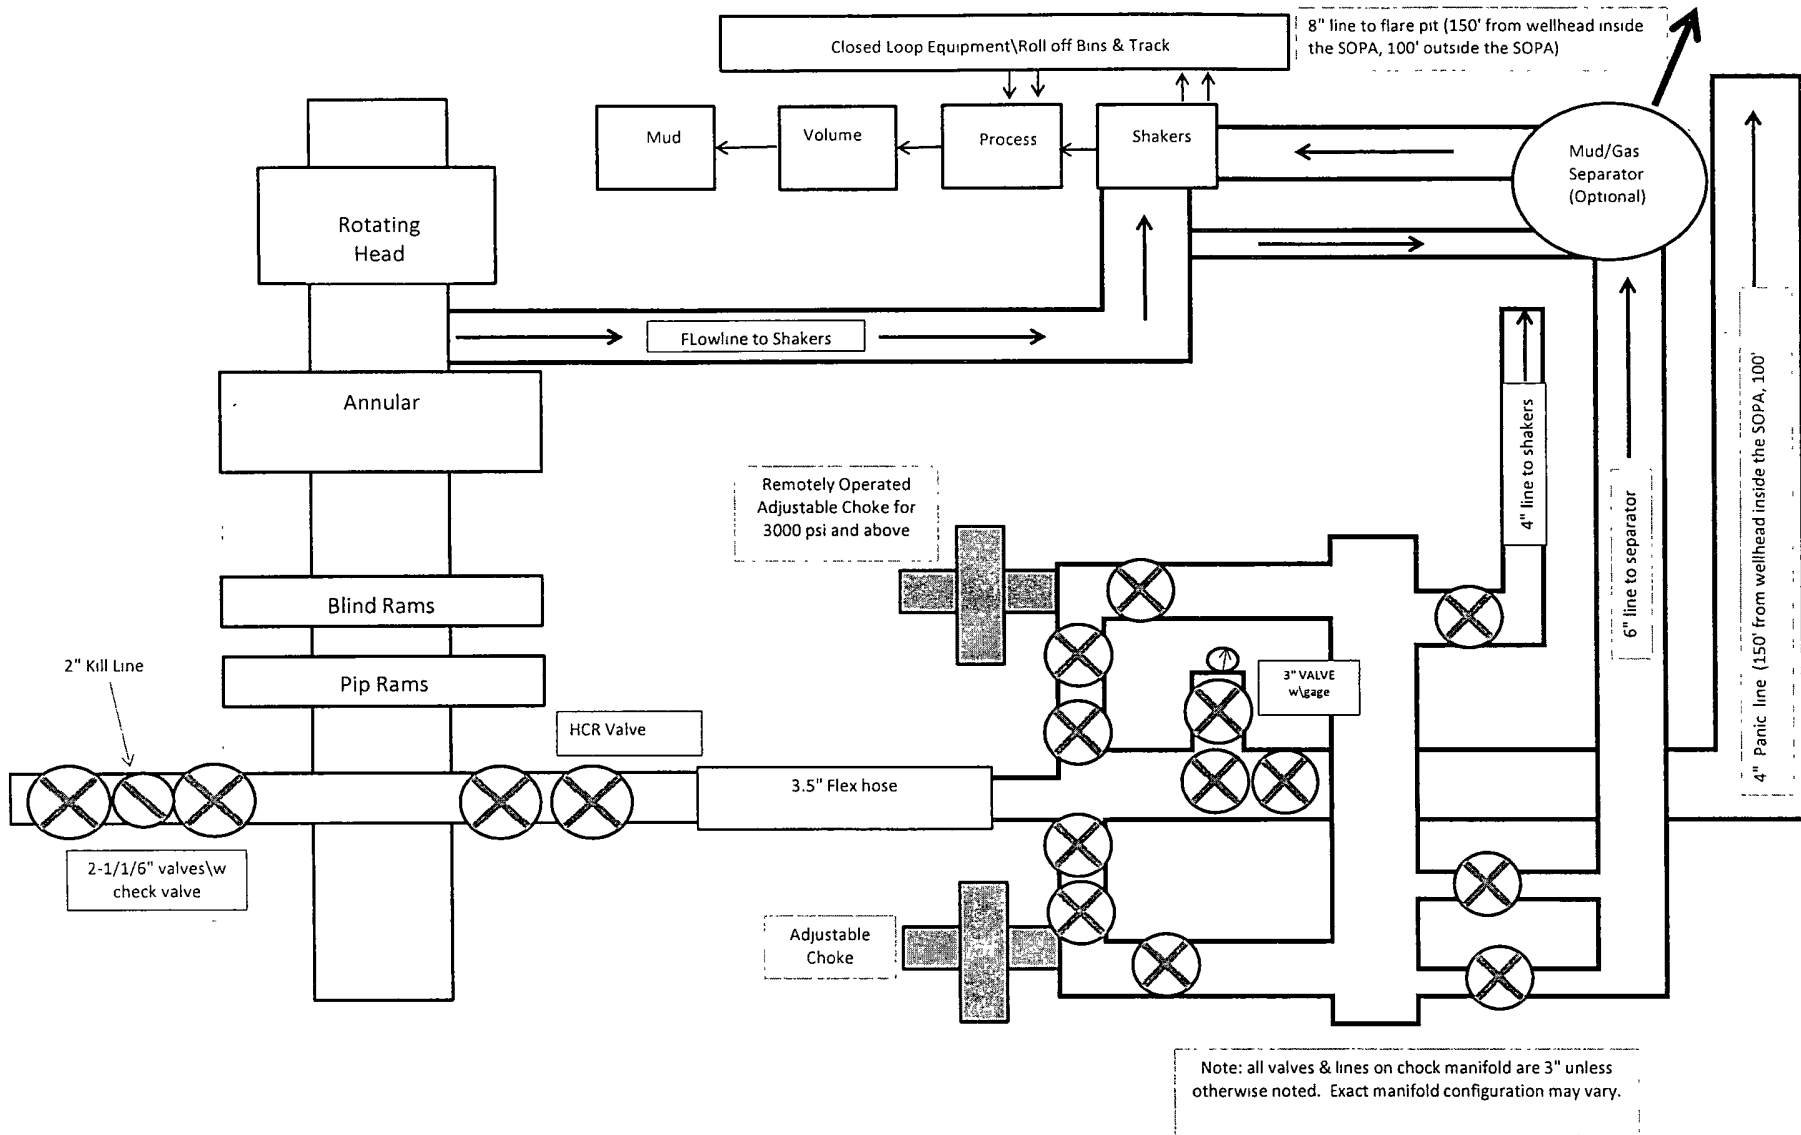 8" line to flare pit (150' from wellhead inside
the SOPA, 100' outside the SOPA)
Closed Loop Equipment\Roll off Bins & Track
Mud
Volume
Process
Shakers
Mud/Gas
Separator
(Optional)
Rotating
Head
FLowline to Shakers
Annular
4" line to shakers
6" line to separator
4" Panic line (150' from wellhead inside the SOPA, 100'
Remotely Operated
Adjustable Choke for
3000 psi and above
Blind Rams
2" Kill Line
Pip Rams
3" VALVE
w\gage
HCR Valve
3.5" Flex hose
2-1/1/6" valves\w
check valve
Adjustable
Choke
Note: all valves & lines on chock manifold are 3" unless
otherwise noted. Exact manifold configuration may vary.